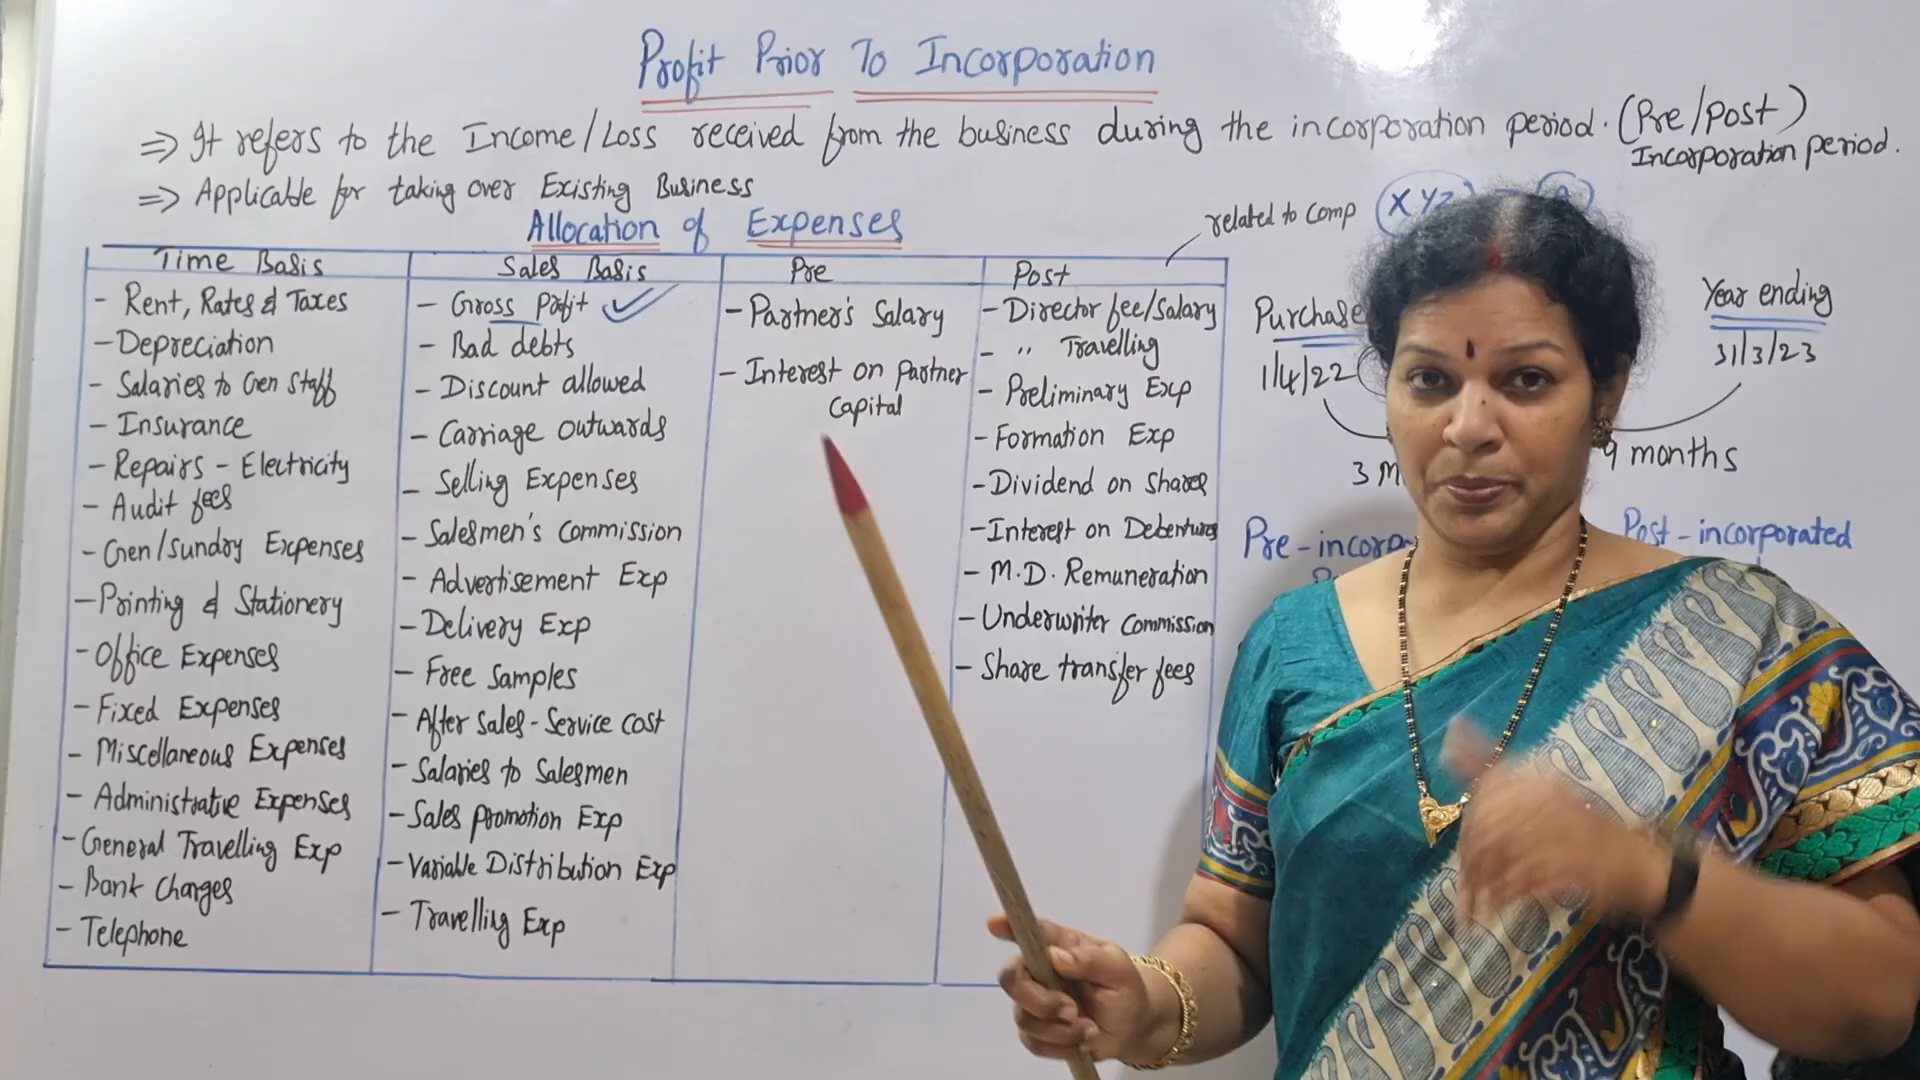 Profit Prior To Incorporation
⇒ It refers to the Income/Loss received from the business during the incorporation period. (Pre/Post)
Incorporation period.
⇒ Applicable for taking over Existing Business
Allocation of Expenses
related to Comp
XYZ
Time Basis
- Rent, Rates & Taxes
- Depreciation
- Salaries to Gen Staff
- Insurance
- Repairs - Electricity
- Audit fees
- Gen/Sundry Expenses
- Printing & Stationery
- Office Expenses
- Fixed Expenses
- Miscellaneous Expenses
- Administrative Expenses
- General Travelling Exp
- Bank Charges
- Telephone
Sales Basis
- Gross Profit ✓
- Bad debts
- Discount allowed
- Carriage outwards
- Selling Expenses
- Salesmen's Commission
- Advertisement Exp
- Delivery Exp
- Free Samples
- After Sales - Service cost
- Salaries to Salesmen
- Sales promotion Exp
- Variable Distribution Exp
- Travelling Exp
Pre
- Partner's Salary
- Interest on Partner
Capital
Post
- Director fee/Salary
- " Travelling
- Preliminary Exp
- Formation Exp
- Dividend on Shares
- Interest on Debentures
- M.D. Remuneration
- Underwriter Commission
- Share transfer fees
Purchase
1/4/22
Year ending
31/3/23
3 M
9 months
Pre-incorpo
Post-incorporated